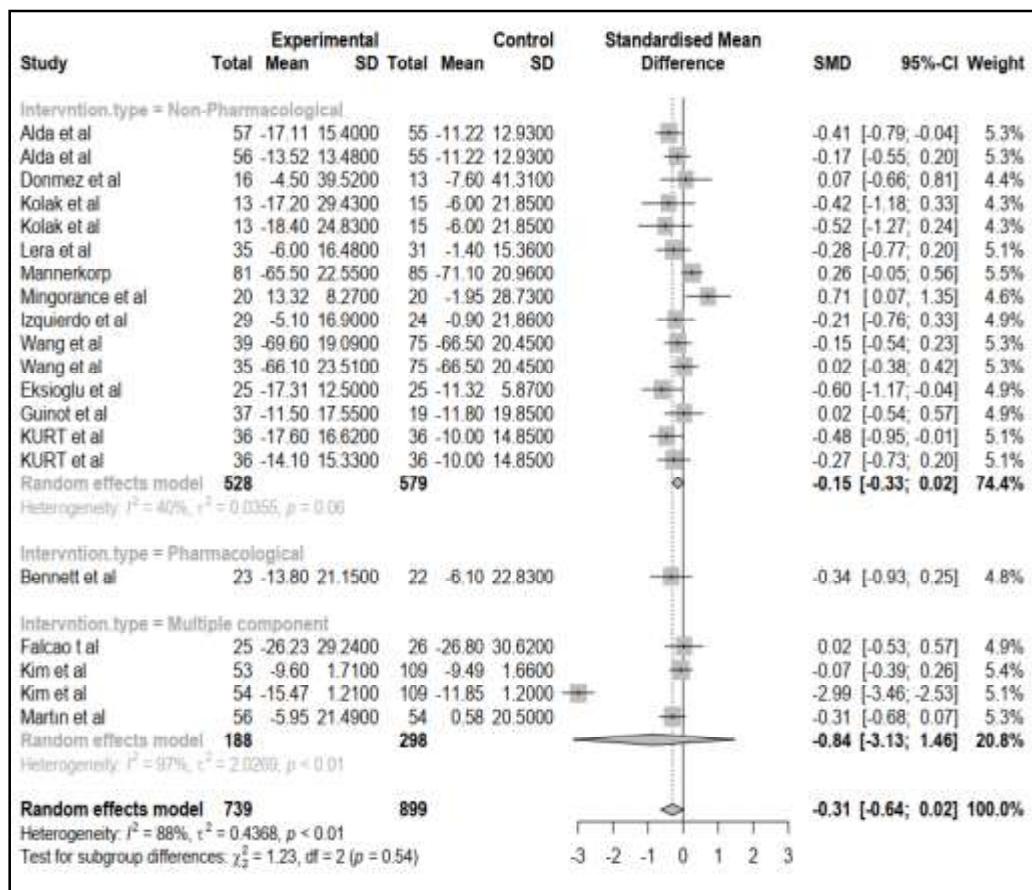 Experimental Control Standardised Mean
Study Total Mean SD Total Mean SD Difference SMD 95%-CI Weight
Intervntion.type = Non-Pharmacological
Alda et al 57 -17.11 15.4000 55 -11.22 12.9300 -0.41 [-0.79; -0.04] 5.3%
Alda et al 56 -13.52 13.4800 55 -11.22 12.9300 -0.17 [-0.55; 0.20] 5.3%
Donmez et al 16 -4.50 39.5200 13 -7.60 41.3100 0.07 [-0.66; 0.81] 4.4%
Kolak et al 13 -17.20 29.4300 15 -6.00 21.8500 -0.42 [-1.18; 0.33] 4.3%
Kolak et al 13 -18.40 24.8300 15 -6.00 21.8500 -0.52 [-1.27; 0.24] 4.3%
Lera et al 35 -6.00 16.4800 31 -1.40 15.3600 -0.28 [-0.77; 0.20] 5.1%
Mannerkorp 81 -65.50 22.5500 85 -71.10 20.9600 0.26 [-0.05; 0.56] 5.5%
Mingorance et al 20 13.32 8.2700 20 -1.95 28.7300 0.71 [0.07; 1.35] 4.6%
Izquierdo et al 29 -5.10 16.9000 24 -0.90 21.8600 -0.21 [-0.76; 0.33] 4.9%
Wang et al 39 -69.60 19.0900 75 -66.50 20.4500 -0.15 [-0.54; 0.23] 5.3%
Wang et al 35 -66.10 23.5100 75 -66.50 20.4500 0.02 [-0.38; 0.42] 5.2%
Eksioglu et al 25 -17.31 12.5000 25 -11.32 5.8700 -0.60 [-1.17; -0.04] 4.9%
Guinot et al 37 -11.50 17.5500 19 -11.80 19.8500 0.02 [-0.54; 0.57] 4.9%
KURT et al 36 -17.60 16.6200 36 -10.00 14.8500 -0.48 [-0.95; -0.01] 5.1%
KURT et al 36 -14.10 15.3300 36 -10.00 14.8500 -0.27 [-0.73; 0.20] 5.1%
Random effects model 528 579 -0.15 [-0.33; 0.02] 74.4%
Heterogeneity: I² = 40%, τ² = 0.0355, p = 0.06
Intervntion.type = Pharmacological
Bennett et al 23 -13.80 21.1500 22 -6.10 22.8300 -0.34 [-0.93; 0.25] 4.8%
Intervntion.type = Multiple component
Falcao t al 25 -26.23 29.2400 26 -26.80 30.6200 0.02 [-0.53; 0.57] 4.9%
Kim et al 53 -9.60 1.7100 109 -9.49 1.6600 -0.07 [-0.39; 0.26] 5.4%
Kim et al 54 -15.47 1.2100 109 -11.85 1.2000 -2.99 [-3.46; -2.53] 5.1%
Martin et al 56 -5.95 21.4900 54 0.58 20.5000 -0.31 [-0.68; 0.07] 5.3%
Random effects model 188 298 -0.84 [-3.13; 1.46] 20.8%
Heterogeneity: I² = 97%, τ² = 2.0269, p < 0.01
Random effects model 739 899 -0.31 [-0.64; 0.02] 100.0%
Heterogeneity: I² = 88%, τ² = 0.4368, p < 0.01
Test for subgroup differences: χ²₂ = 1.23, df = 2 (p = 0.54)
-3 -2 -1 0 1 2 3